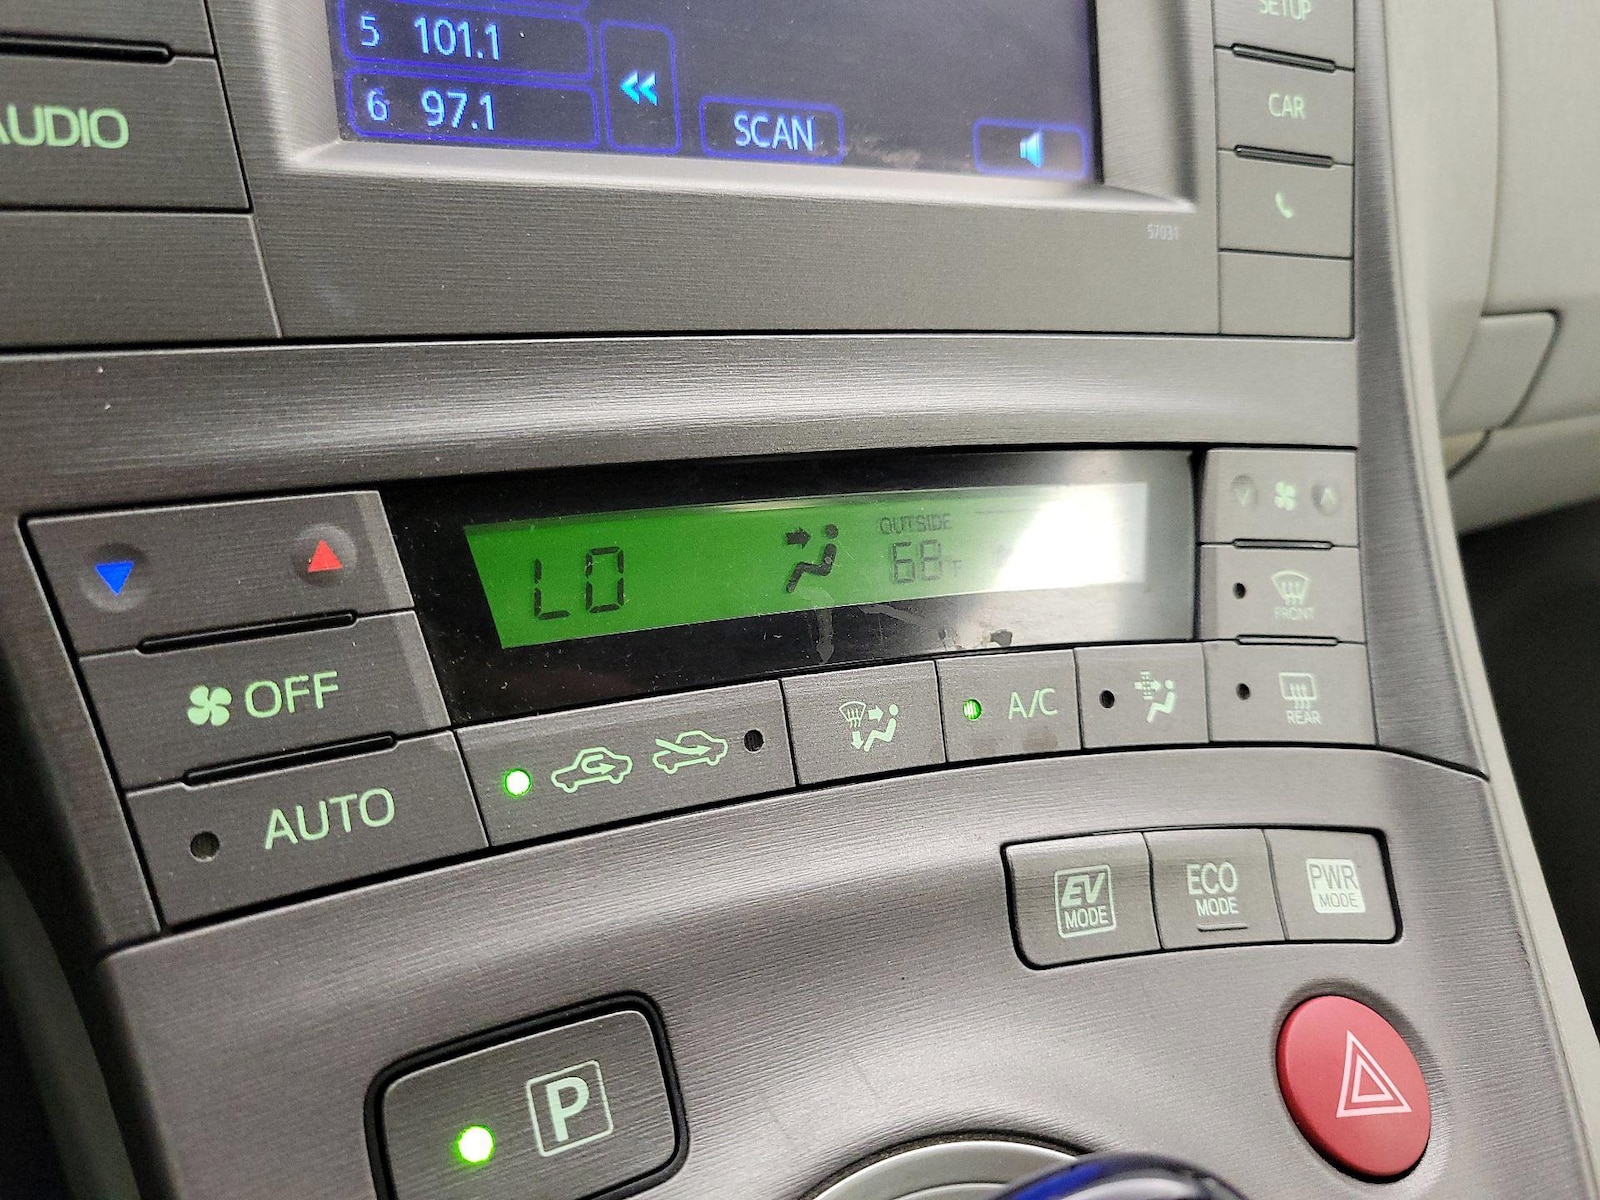 5 101.1
6 97.1
SCAN
AUDIO
SETUP
CAR
57031
LO
OUTSIDE
68°F
OFF
AUTO
A/C
FRONT
REAR
EV
MODE
ECO
MODE
PWR
MODE
P